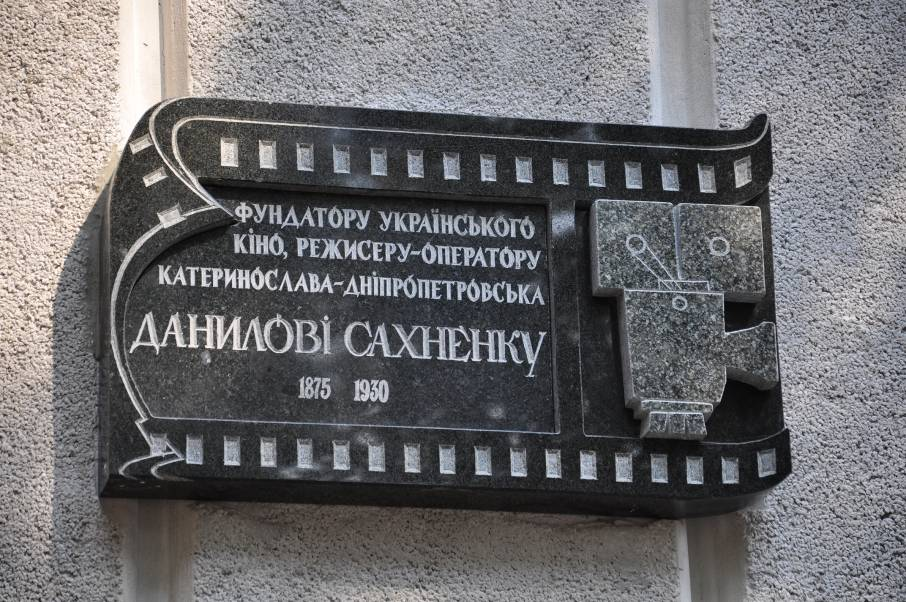 ФУНДАТОРУ УКРАЇНСЬКОГО
КІНО, РЕЖИСЕРУ-ОПЕРАТОРУ
КАТЕРИНОСЛАВА-ДНІПРОПЕТРОВСЬКА
ДАНИЛОВІ САХНЕНКУ
1875 1930